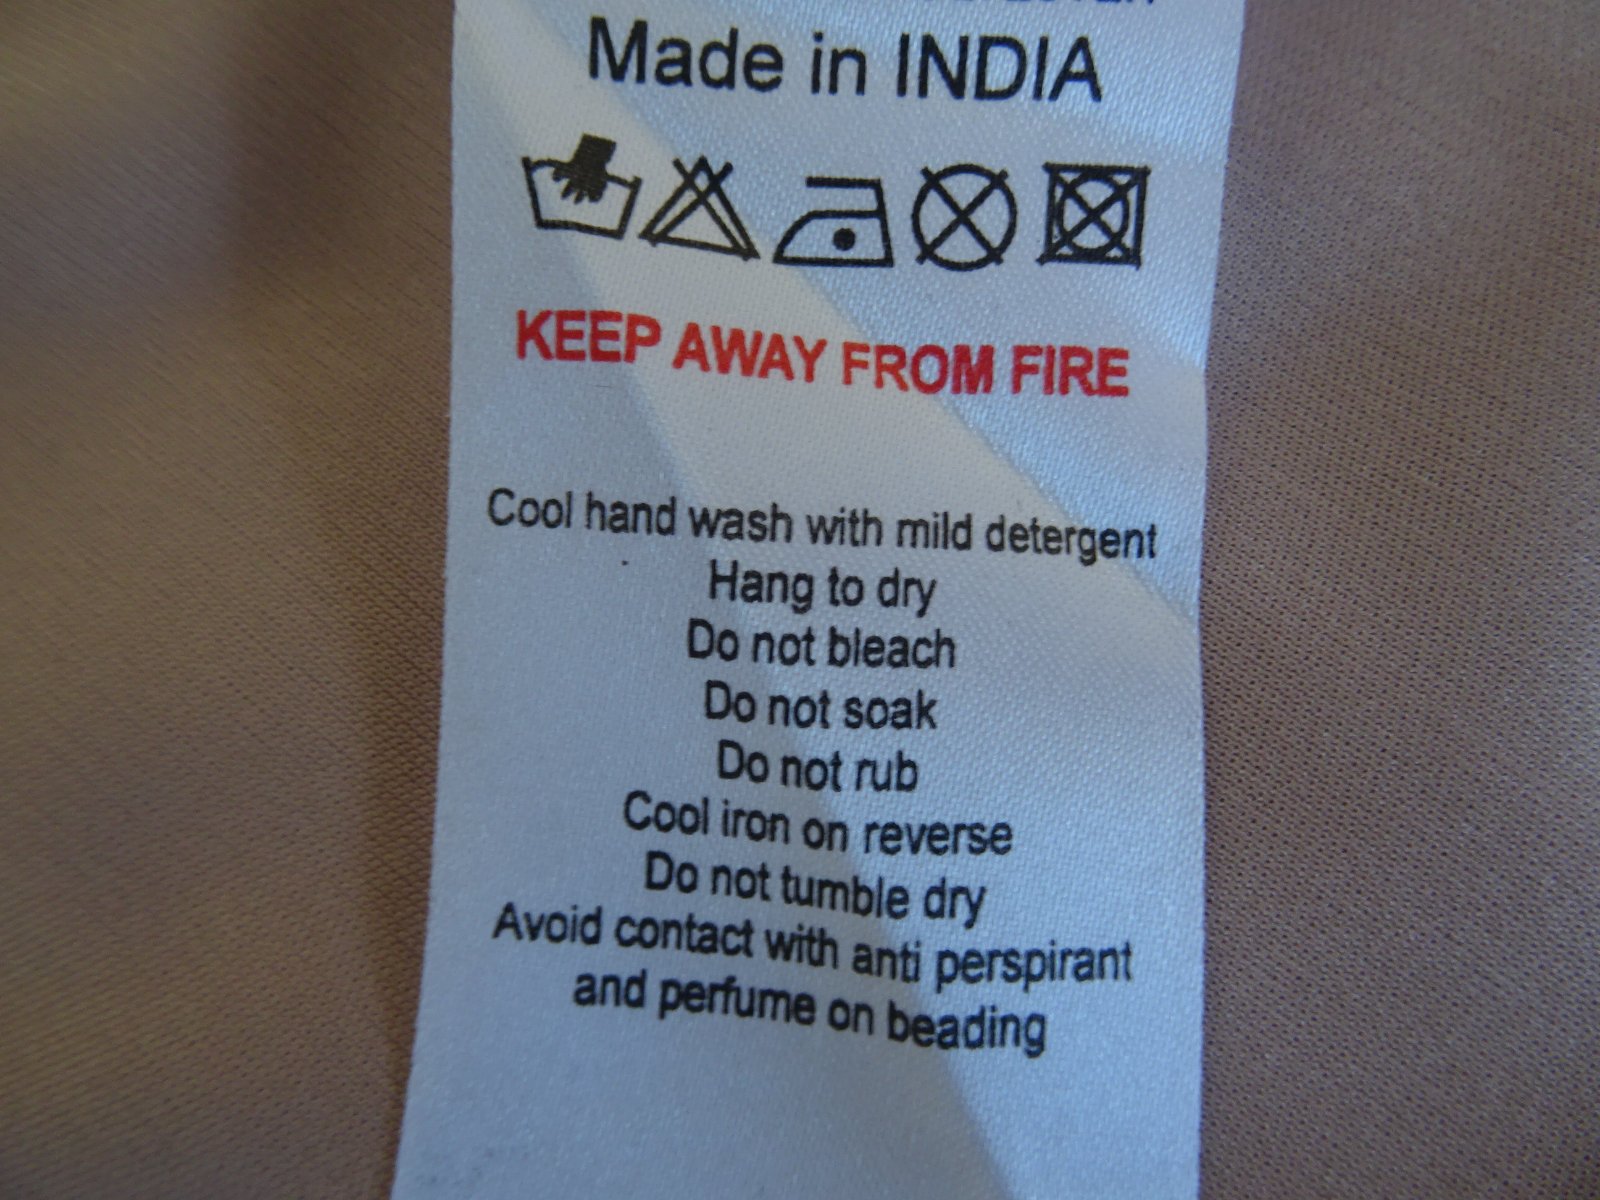 Made in INDIA
KEEP AWAY FROM FIRE
Cool hand wash with mild detergent
Hang to dry
Do not bleach
Do not soak
Do not rub
Cool iron on reverse
Do not tumble dry
Avoid contact with anti perspirant
and perfume on beading